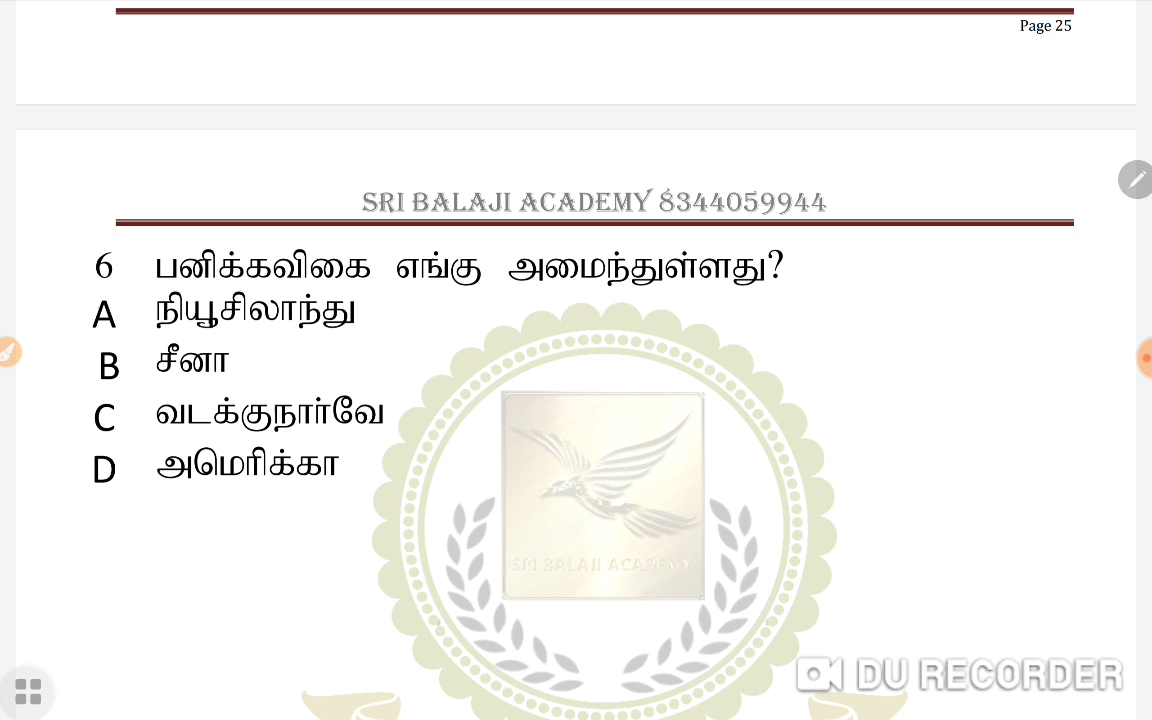 Page 25
SRI BALAJI ACADEMY 8344059944
6 பனிக்கவிகை எங்கு அமைந்துள்ளது?
A நியூசிலாந்து
B சீனா
C வடக்குநார்வே
D அமெரிக்கா
SRI BALAJI ACADEMY
DU RECORDER